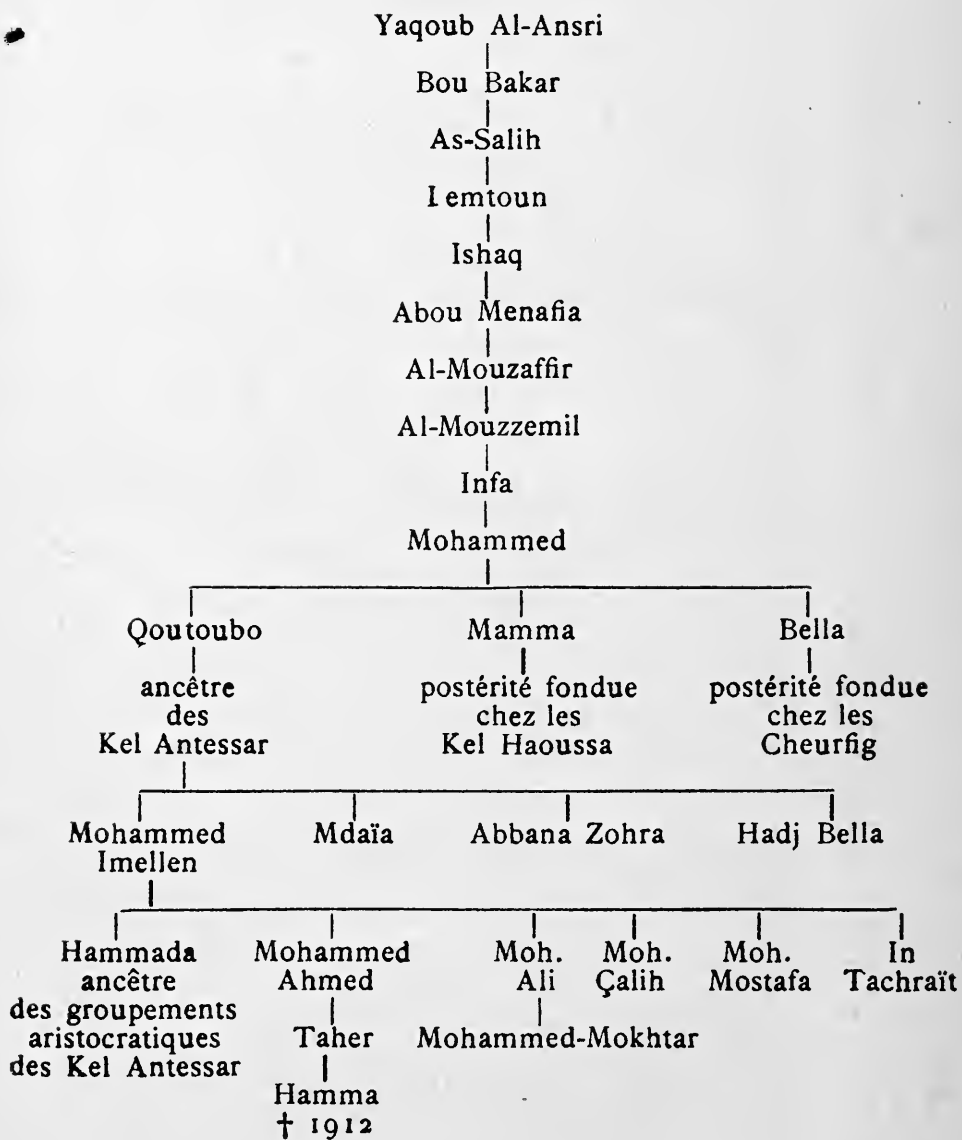 Yaqoub Al-Ansri
Bou Bakar
As-Salih
Lemtoun
Ishaq
Abou Menafia
Al-Mouzaffir
Al-Mouzzemil
Infa
Mohammed
Qoutoubo Mamma Bella
ancêtre postérité fondue postérité fondue
des chez les chez les
Kel Antessar Kel Haoussa Cheurfig
Mohammed Mdaïa Abbana Zohra Hadj Bella
Imellen
Hammada Mohammed Moh. Moh. Moh. In
ancêtre Ahmed Ali Çalih Mostafa Tachraït
des groupements
aristocratiques Taher Mohammed-Mokhtar
des Kel Antessar
Hamma
† 1912